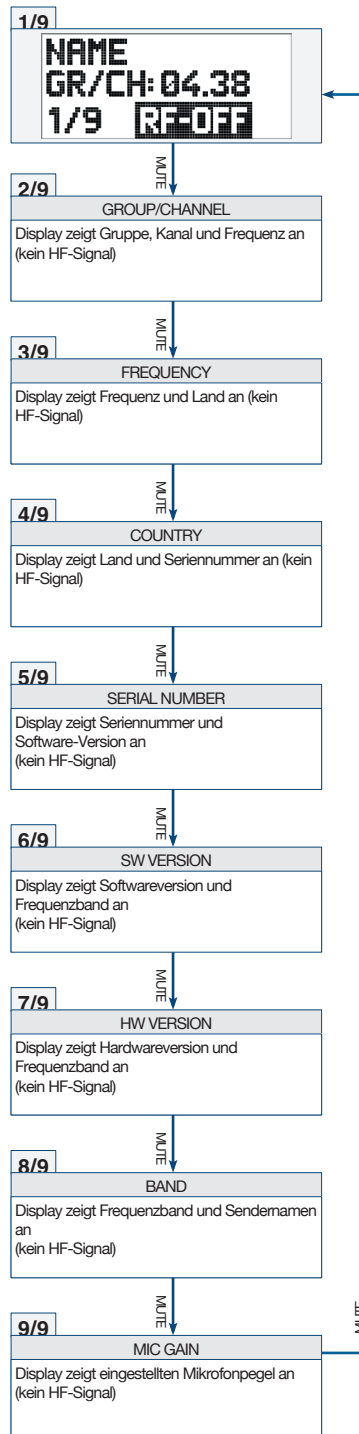 1/9
NAME
GR/CH:04.38
1/9 RF=OFF
MUTE
2/9
GROUP/CHANNEL
Display zeigt Gruppe, Kanal und Frequenz an
(kein HF-Signal)
MUTE
3/9
FREQUENCY
Display zeigt Frequenz und Land an (kein
HF-Signal)
MUTE
4/9
COUNTRY
Display zeigt Land und Seriennummer an (kein
HF-Signal)
MUTE
5/9
SERIAL NUMBER
Display zeigt Seriennummer und
Software-Version an
(kein HF-Signal)
MUTE
6/9
SW VERSION
Display zeigt Softwareversion und
Frequenzband an
(kein HF-Signal)
MUTE
7/9
HW VERSION
Display zeigt Hardwareversion und
Frequenzband an
(kein HF-Signal)
MUTE
8/9
BAND
Display zeigt Frequenzband und Sendernamen
an
(kein HF-Signal)
MUTE
MUTE
9/9
MIC GAIN
Display zeigt eingestellten Mikrofonpegel an
(kein HF-Signal)